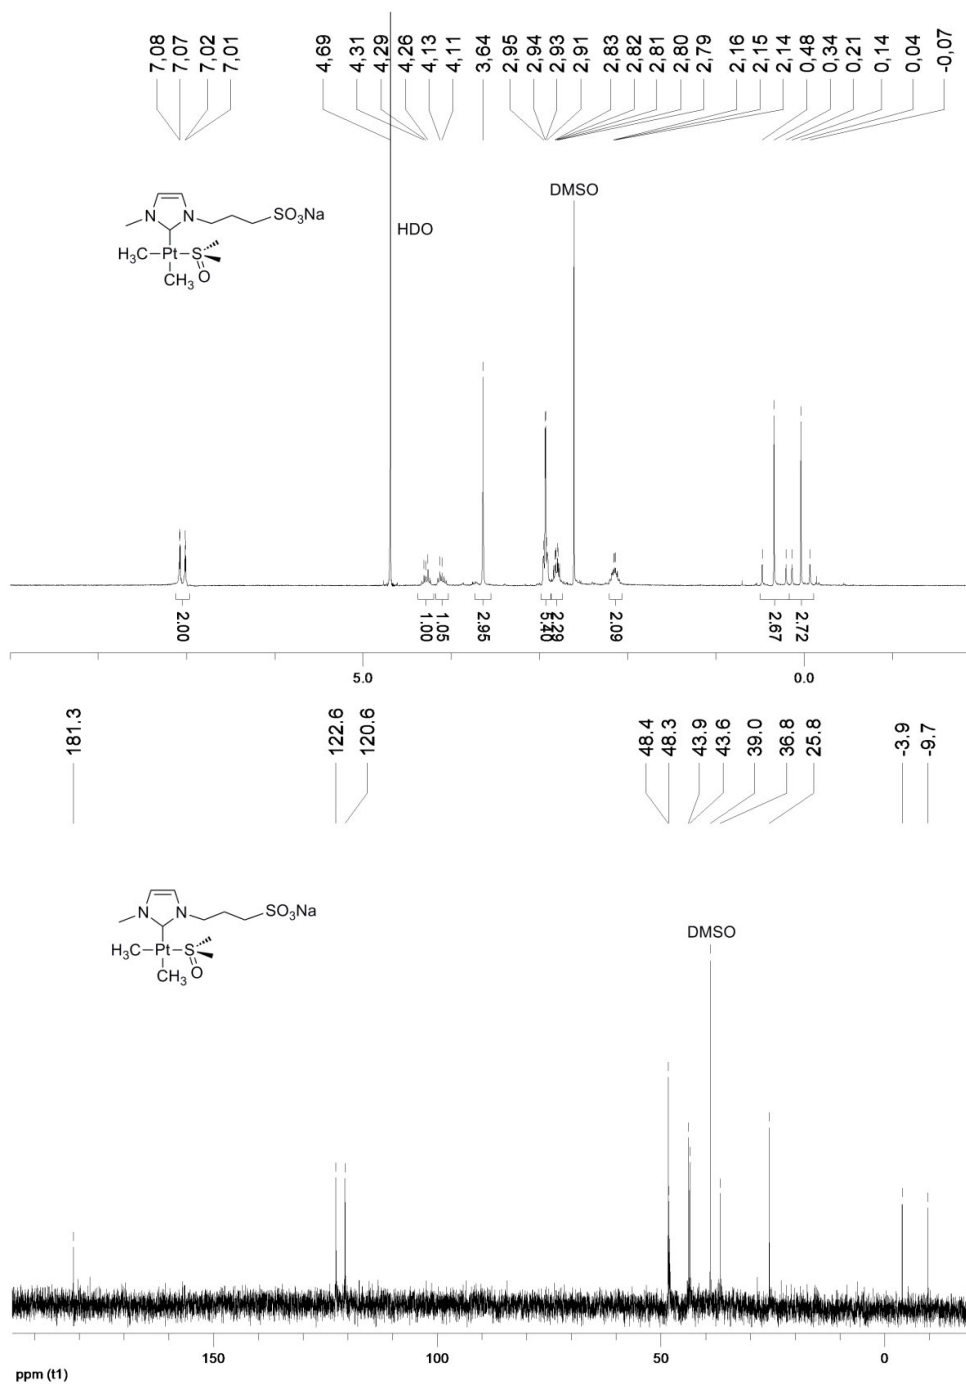 7,08 7,07 7,02 7,01 4,69 4,31 4,29 4,26 4,13 4,11 3,64 2,95 2,94 2,93 2,91 2,83 2,82 2,81 2,80 2,79 2,16 2,15 2,14 0,48 0,34 0,21 0,14 0,04 -0,07
DMSO
N N SO3Na
HDO
H3C Pt S
CH3 O
2.00 1.00 1.05 2.95 5.40 2.29 2.09 2.67 2.72
5.0 0.0
181.3 122.6 120.6 48.4 48.3 43.9 43.6 39.0 36.8 25.8 -3.9 -9.7
N N SO3Na
DMSO
H3C Pt S
CH3 O
150 100 50 0
ppm (t1)